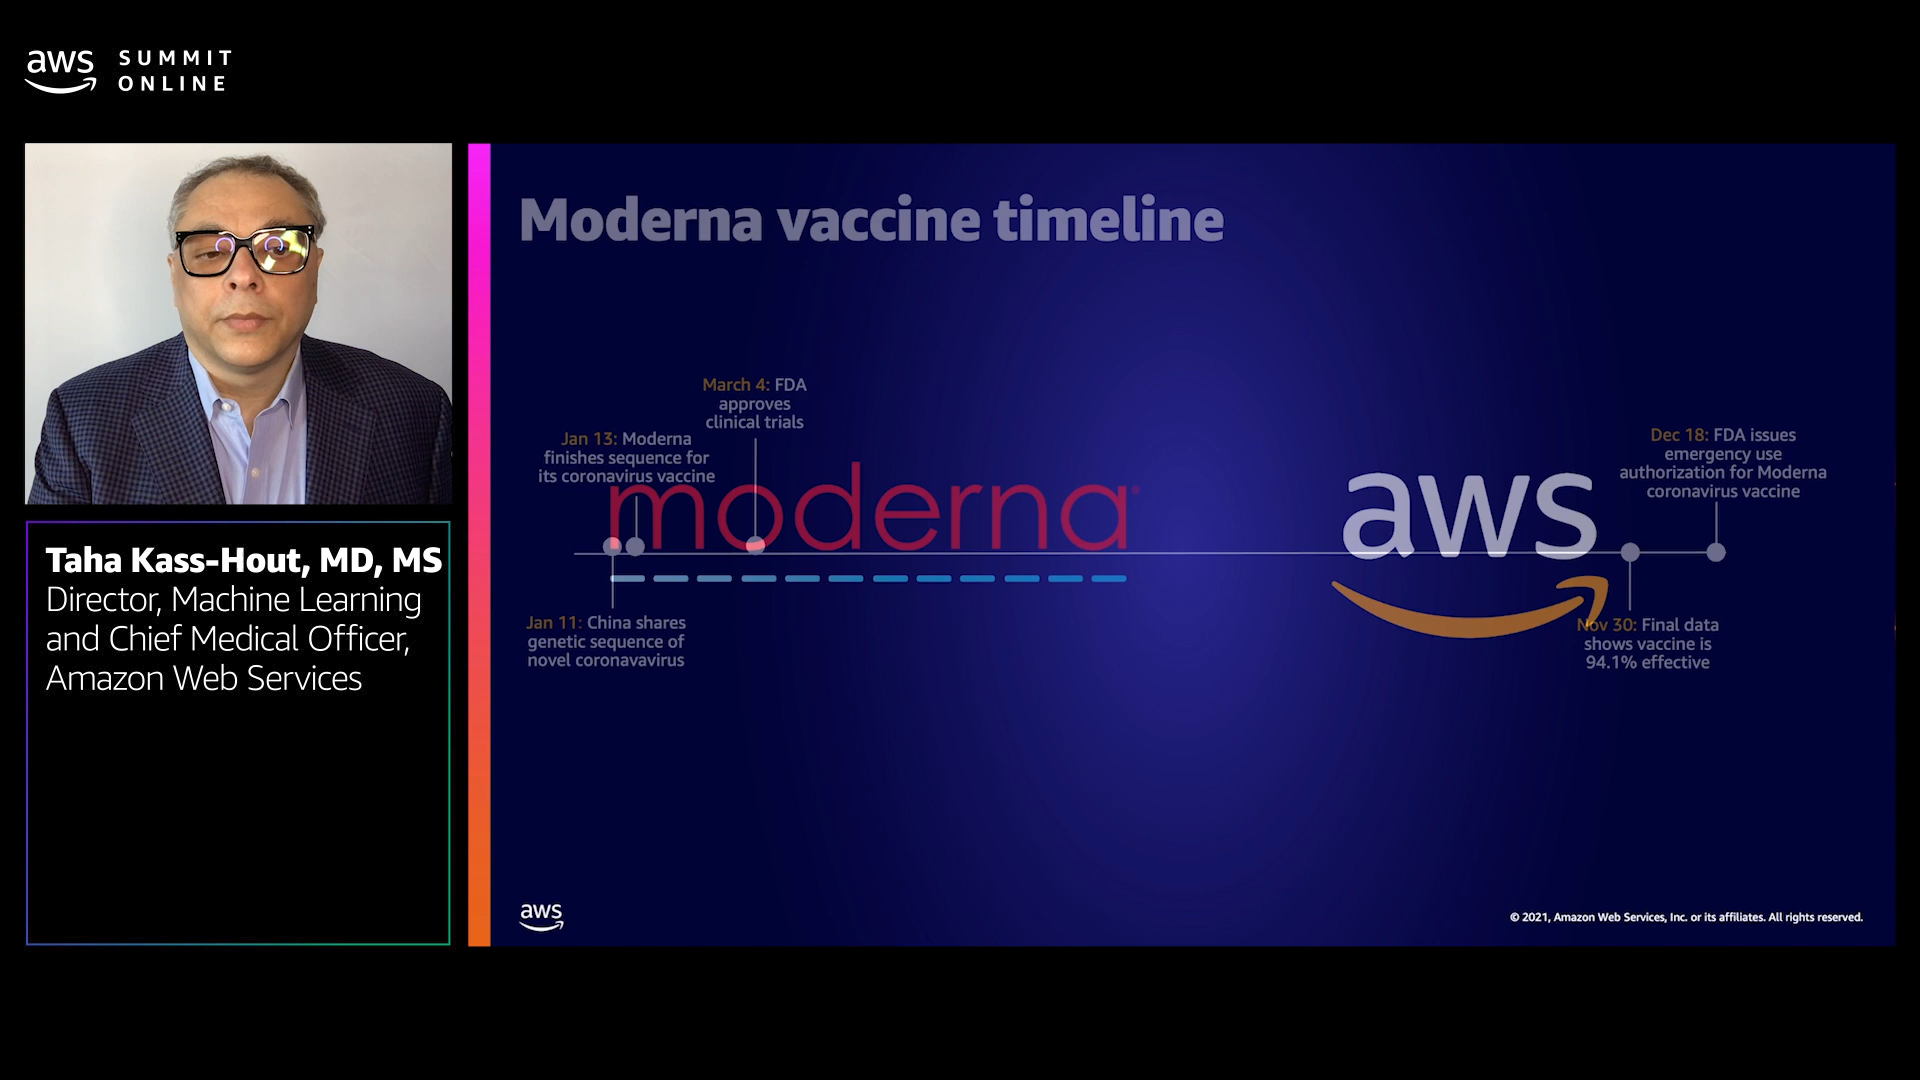 aws SUMMIT
ONLINE
Taha Kass-Hout, MD, MS
Director, Machine Learning
and Chief Medical Officer,
Amazon Web Services
Moderna vaccine timeline
March 4: FDA
approves
clinical trials
Jan 13: Moderna
finishes sequence for
its coronavirus vaccine
Jan 11: China shares
genetic sequence of
novel coronavavirus
moderna
aws
Dec 18: FDA issues
emergency use
authorization for Moderna
coronavirus vaccine
Nov 30: Final data
shows vaccine is
94.1% effective
aws
© 2021, Amazon Web Services, Inc. or its affiliates. All rights reserved.